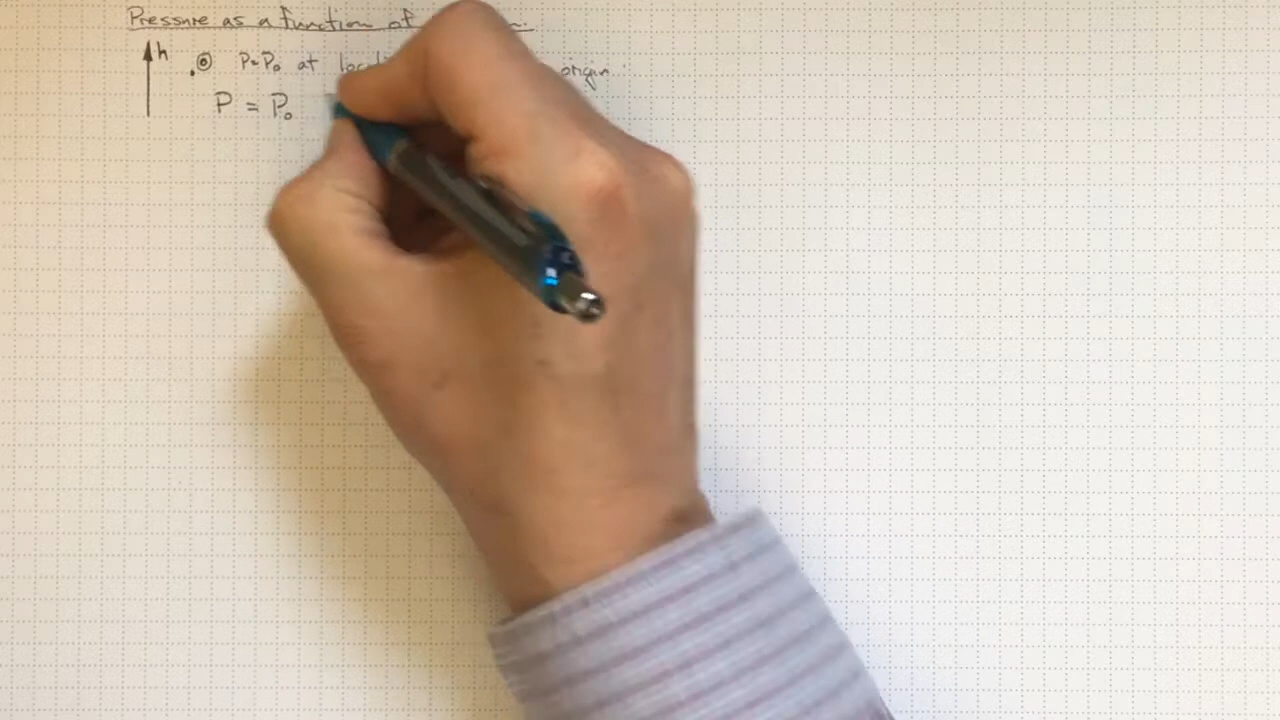 Pressure as a function of
h
P=P₀ at origin
P = P₀